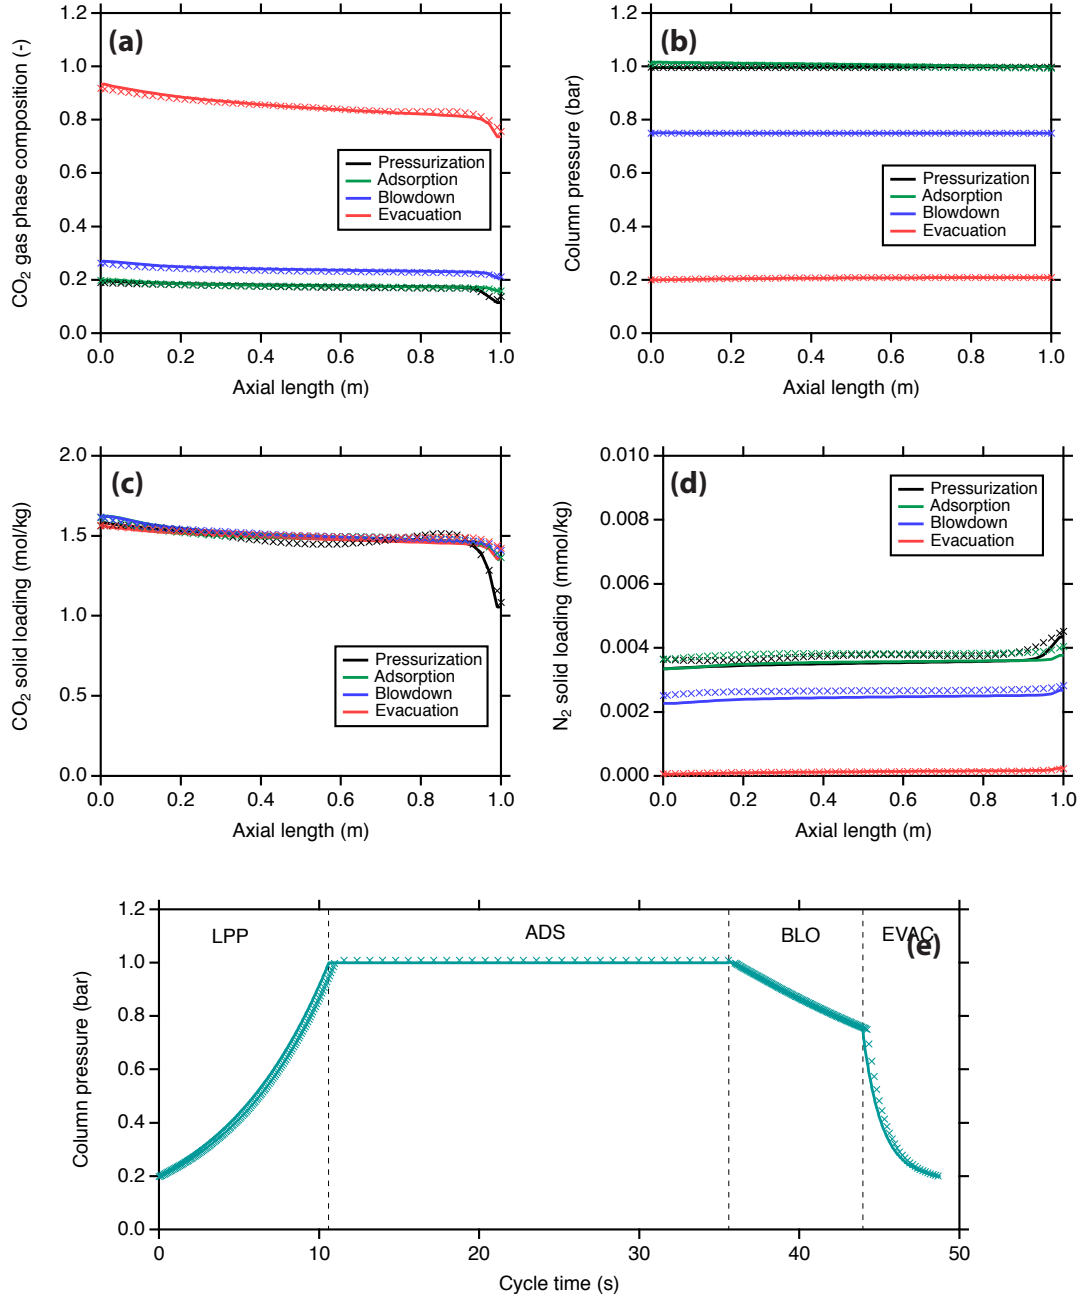 (a)
CO₂ gas phase composition (-)
1.2
1.0
0.8
0.6
0.4
0.2
0.0
Pressurization
Adsorption
Blowdown
Evacuation
0.0 0.2 0.4 0.6 0.8 1.0
Axial length (m)
(b)
Column pressure (bar)
1.2
1.0
0.8
0.6
0.4
0.2
0.0
Pressurization
Adsorption
Blowdown
Evacuation
0.0 0.2 0.4 0.6 0.8 1.0
Axial length (m)
(c)
CO₂ solid loading (mol/kg)
2.0
1.5
1.0
0.5
0.0
Pressurization
Adsorption
Blowdown
Evacuation
0.0 0.2 0.4 0.6 0.8 1.0
Axial length (m)
(d)
N₂ solid loading (mmol/kg)
0.010
0.008
0.006
0.004
0.002
0.000
Pressurization
Adsorption
Blowdown
Evacuation
0.0 0.2 0.4 0.6 0.8 1.0
Axial length (m)
LPP ADS BLO EVAC
(e)
Column pressure (bar)
1.2
1.0
0.8
0.6
0.4
0.2
0.0
0 10 20 30 40 50
Cycle time (s)